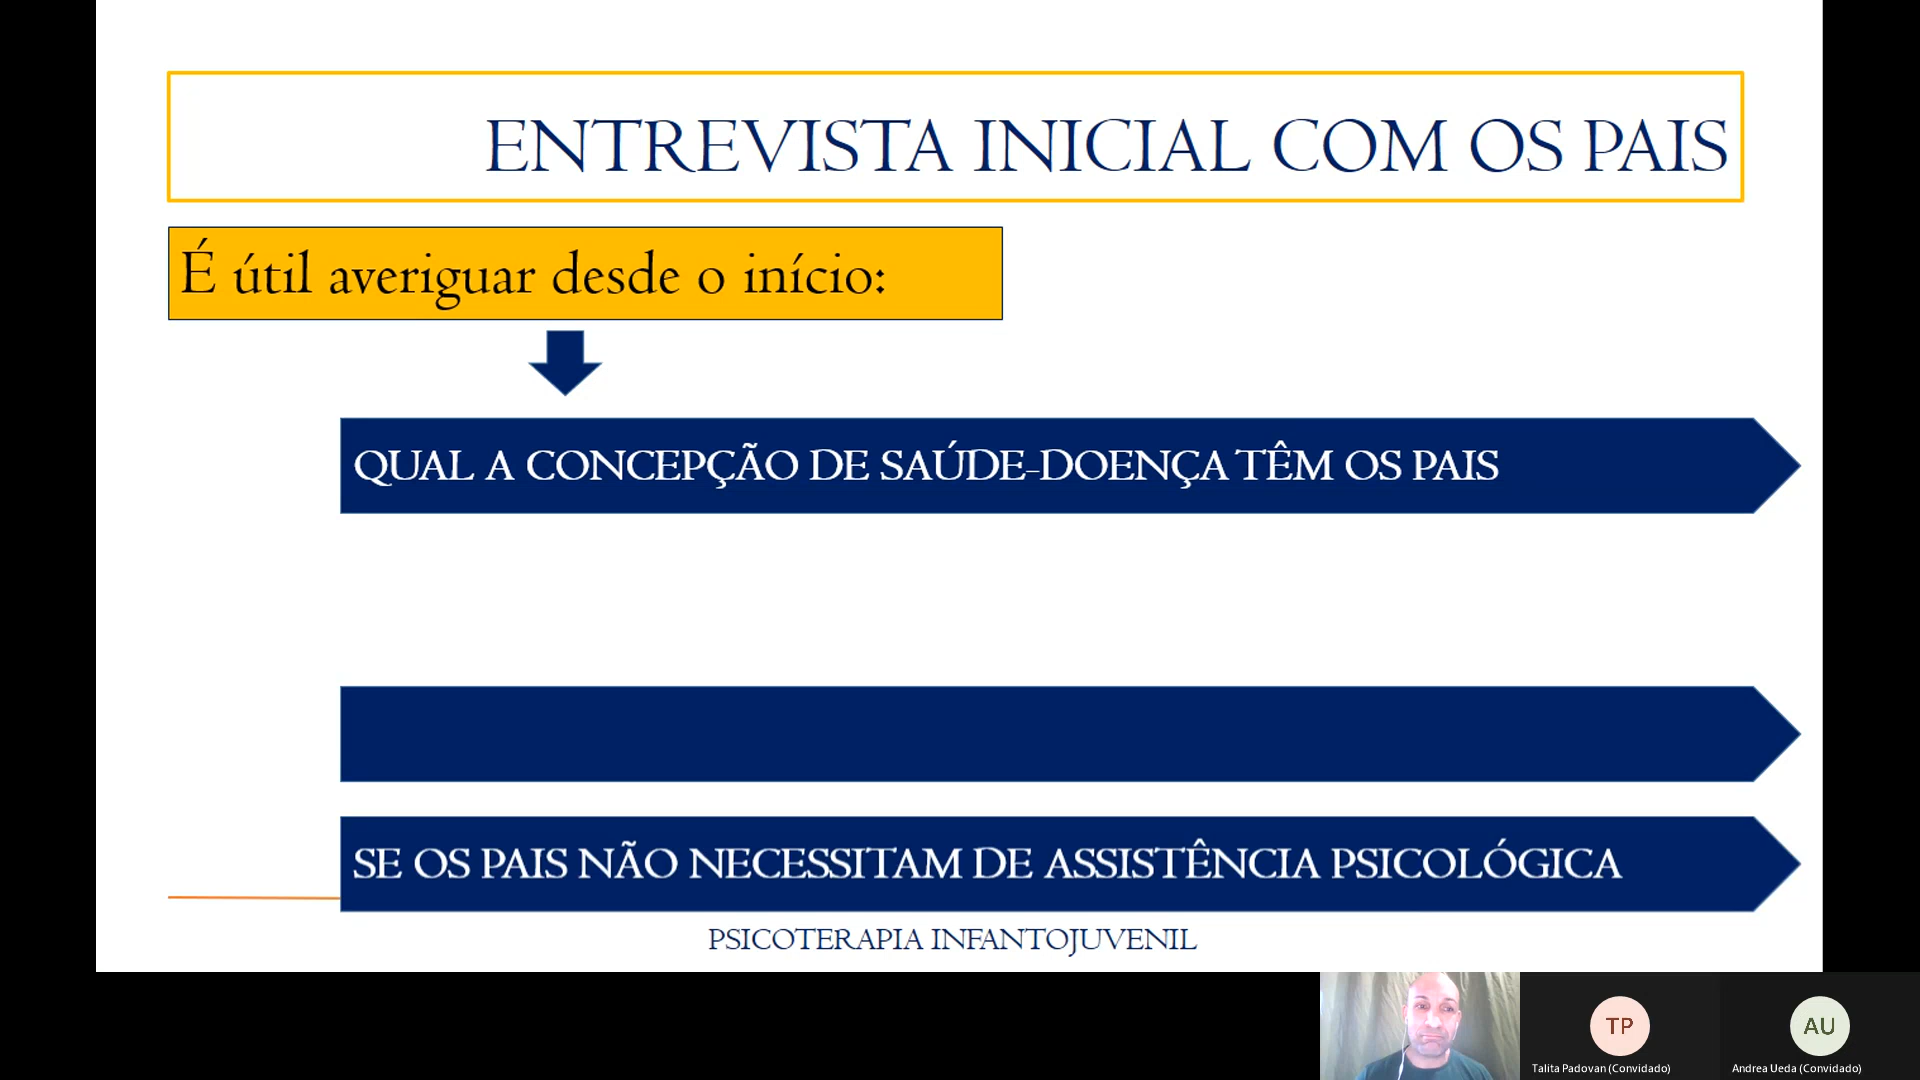 ENTREVISTA INICIAL COM OS PAIS
É útil averiguar desde o início:
QUAL A CONCEPÇÃO DE SAÚDE-DOENÇA TÊM OS PAIS
SE OS PAIS NÃO NECESSITAM DE ASSISTÊNCIA PSICOLÓGICA
PSICOTERAPIA INFANTOJUVENIL
TP
AU
Talita Padovan (Convidado)
Andrea Ueda (Convidado)